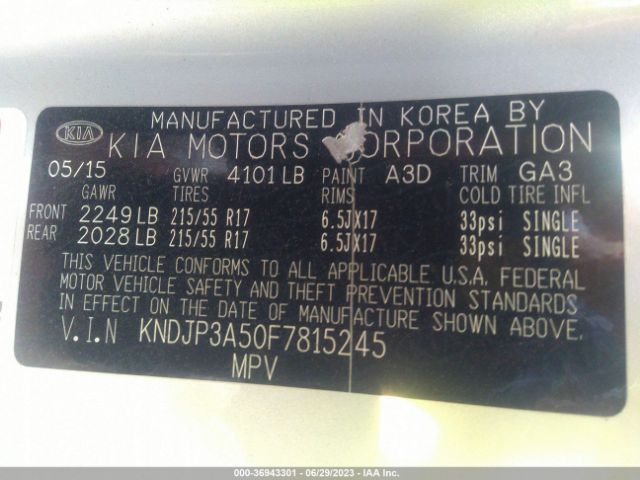 MANUFACTURED IN KOREA BY
KIA KIA MOTORS CORPORATION
05/15 GVWR 4101 LB PAINT A3D TRIM GA3
GAWR TIRES RIMS COLD TIRE INFL
FRONT 2249 LB 215/55 R17 6.5JX17 33psi SINGLE
REAR 2028 LB 215/55 R17 6.5JX17 33psi SINGLE
THIS VEHICLE CONFORMS TO ALL APPLICABLE U.S.A. FEDERAL
MOTOR VEHICLE SAFETY AND THEFT PREVENTION STANDARDS
IN EFFECT ON THE DATE OF MANUFACTURE SHOWN ABOVE.
V.I.N KNDJP3A50F7815245
MPV
000-36943301 - 06/29/2023 - IAA Inc.